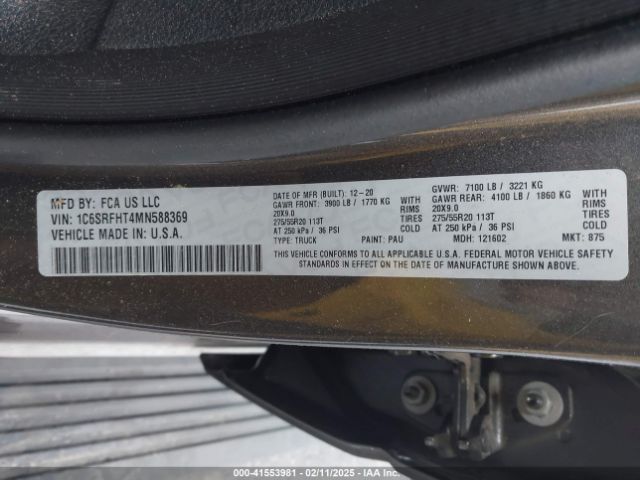 MFD BY: FCA US LLC
VIN: 1C6SRFHT4MN588369
VEHICLE MADE IN: U.S.A.
DATE OF MFR (BUILT): 12-20
GAWR FRONT: 3900 LB / 1770 KG
20X9.0
275/55R20 113T
AT 250 kPa / 36 PSI
WITH
RIMS
TIRES
COLD
TYPE: TRUCK
PAINT: PAU
GVWR: 7100 LB / 3221 KG
GAWR REAR: 4100 LB / 1860 KG
20X9.0
275/55R20 113T
AT 250 kPa / 36 PSI
WITH
RIMS
TIRES
COLD
MDH: 121602
MKT: 875
THIS VEHICLE CONFORMS TO ALL APPLICABLE U.S.A. FEDERAL MOTOR VEHICLE SAFETY
STANDARDS IN EFFECT ON THE DATE OF MANUFACTURE SHOWN ABOVE.
000-41553981 - 02/11/2025 - IAAI Inc.